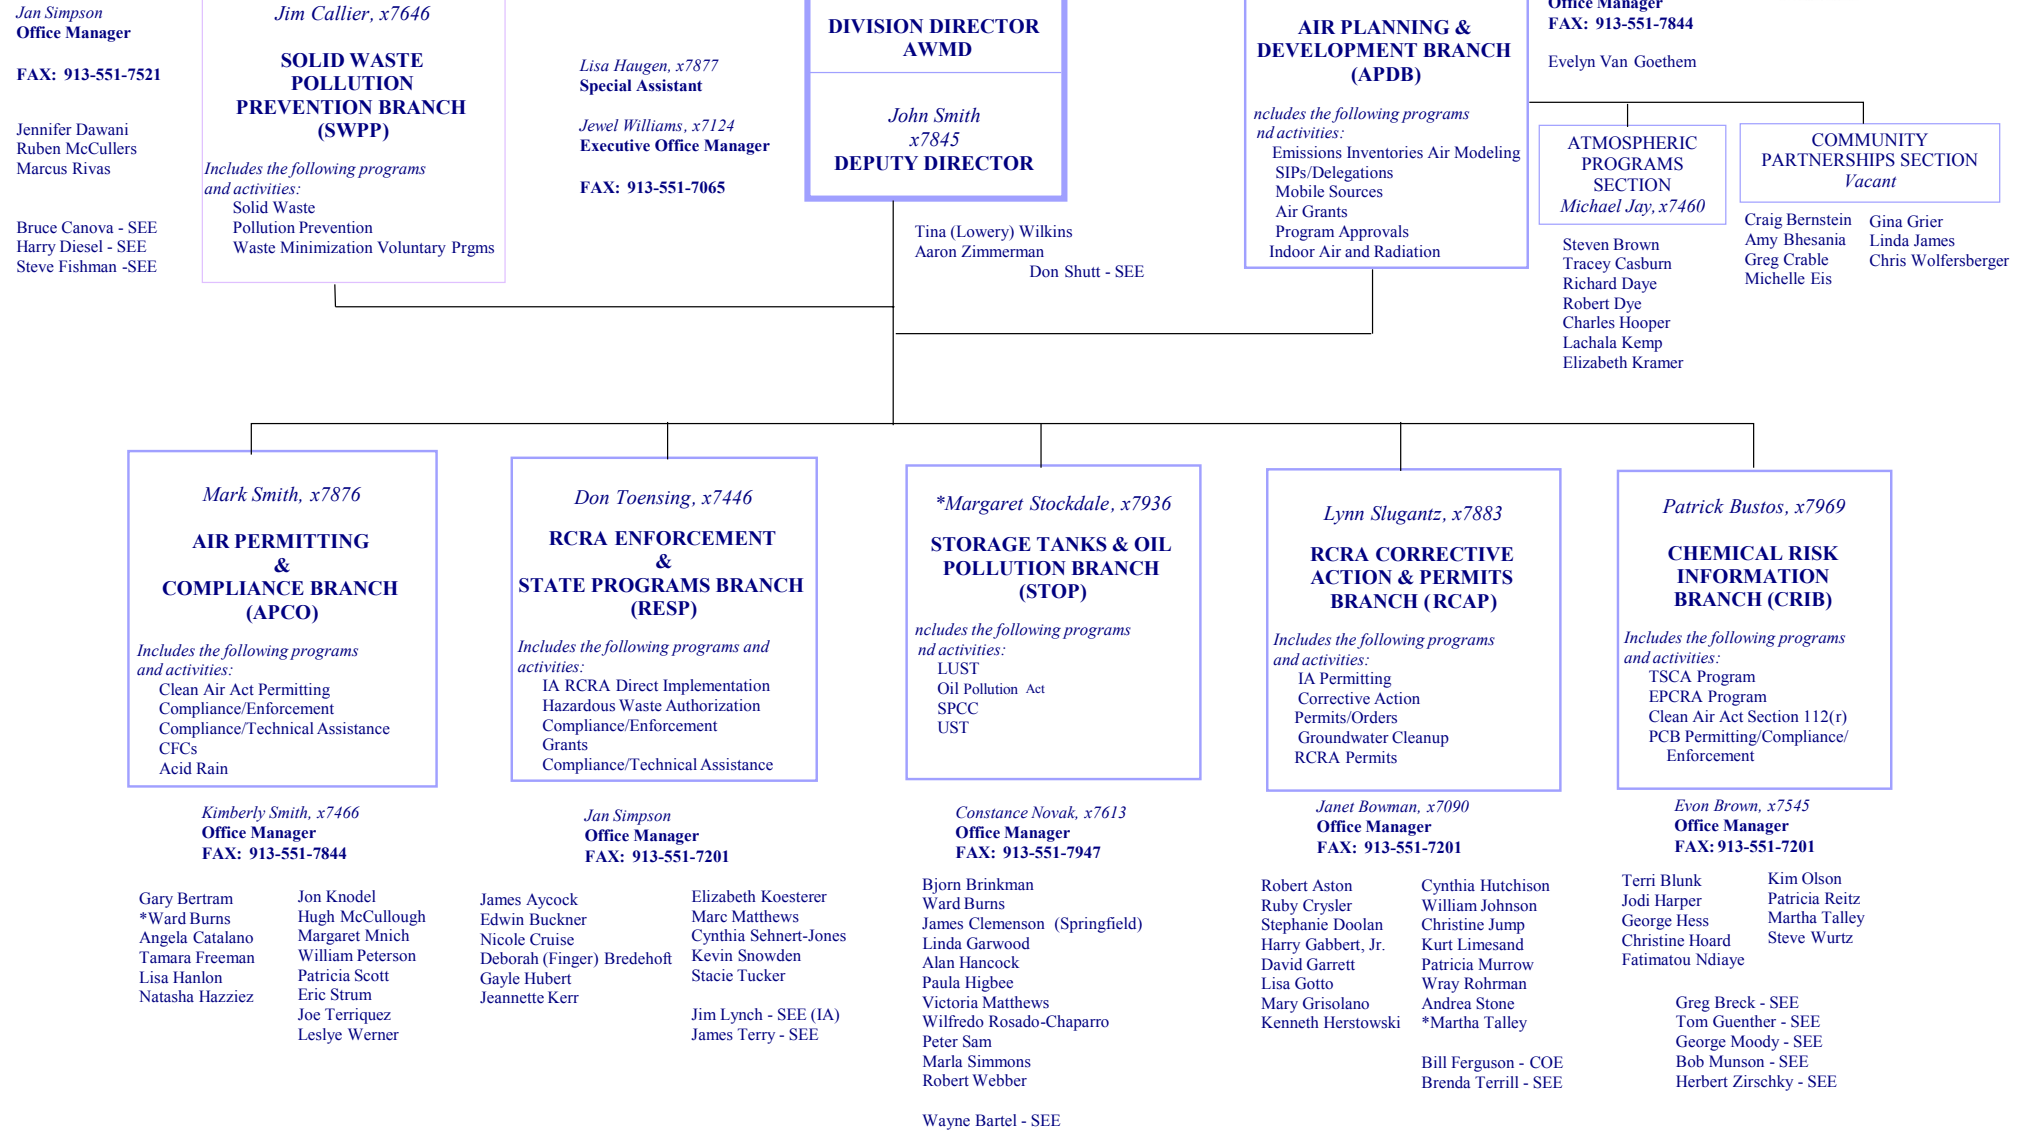 Jan Simpson
Office Manager
FAX: 913-551-7521
Jennifer Dawani
Ruben McCullers
Marcus Rivas
Bruce Canova - SEE
Harry Diesel - SEE
Steve Fishman -SEE
Jim Callier, x7646
SOLID WASTE
POLLUTION
PREVENTION BRANCH
(SWPP)
Includes the following programs
and activities:
Solid Waste
Pollution Prevention
Waste Minimization Voluntary Prgms
Lisa Haugen, x7877
Special Assistant
Jewel Williams, x7124
Executive Office Manager
FAX: 913-551-7065
DIVISION DIRECTOR
AWMD
John Smith
x7845
DEPUTY DIRECTOR
Tina (Lowery) Wilkins
Aaron Zimmerman
Don Shutt - SEE
AIR PLANNING &
DEVELOPMENT BRANCH
(APDB)
ncludes the following programs
nd activities:
Emissions Inventories Air Modeling
SIPs/Delegations
Mobile Sources
Air Grants
Program Approvals
Indoor Air and Radiation
Office Manager
FAX: 913-551-7844
Evelyn Van Goethem
ATMOSPHERIC
PROGRAMS
SECTION
Michael Jay, x7460
Steven Brown
Tracey Casburn
Richard Daye
Robert Dye
Charles Hooper
Lachala Kemp
Elizabeth Kramer
COMMUNITY
PARTNERSHIPS SECTION
Vacant
Craig Bernstein
Amy Bhesania
Greg Crable
Michelle Eis
Gina Grier
Linda James
Chris Wolfersberger
Mark Smith, x7876
AIR PERMITTING
&
COMPLIANCE BRANCH
(APCO)
Includes the following programs
and activities:
Clean Air Act Permitting
Compliance/Enforcement
Compliance/Technical Assistance
CFCs
Acid Rain
Kimberly Smith, x7466
Office Manager
FAX: 913-551-7844
Gary Bertram
*Ward Burns
Angela Catalano
Tamara Freeman
Lisa Hanlon
Natasha Hazziez
Jon Knodel
Hugh McCullough
Margaret Mnich
William Peterson
Patricia Scott
Eric Strum
Joe Terriquez
Leslye Werner
Don Toensing, x7446
RCRA ENFORCEMENT
&
STATE PROGRAMS BRANCH
(RESP)
Includes the following programs and
activities:
IA RCRA Direct Implementation
Hazardous Waste Authorization
Compliance/Enforcement
Grants
Compliance/Technical Assistance
Jan Simpson
Office Manager
FAX: 913-551-7201
James Aycock
Edwin Buckner
Nicole Cruise
Deborah (Finger) Bredehoft
Gayle Hubert
Jeannette Kerr
Elizabeth Koesterer
Marc Matthews
Cynthia Sehnert-Jones
Kevin Snowden
Stacie Tucker
Jim Lynch - SEE (IA)
James Terry - SEE
*Margaret Stockdale, x7936
STORAGE TANKS & OIL
POLLUTION BRANCH
(STOP)
ncludes the following programs
nd activities:
LUST
Oil Pollution Act
SPCC
UST
Constance Novak, x7613
Office Manager
FAX: 913-551-7947
Bjorn Brinkman
Ward Burns
James Clemenson (Springfield)
Linda Garwood
Alan Hancock
Paula Higbee
Victoria Matthews
Wilfredo Rosado-Chaparro
Peter Sam
Marla Simmons
Robert Webber
Wayne Bartel - SEE
Lynn Slugantz, x7883
RCRA CORRECTIVE
ACTION & PERMITS
BRANCH (RCAP)
Includes the following programs
and activities:
IA Permitting
Corrective Action
Permits/Orders
Groundwater Cleanup
RCRA Permits
Janet Bowman, x7090
Office Manager
FAX: 913-551-7201
Robert Aston
Ruby Crysler
Stephanie Doolan
Harry Gabbert, Jr.
David Garrett
Lisa Gotto
Mary Grisolano
Kenneth Herstowski
Cynthia Hutchison
William Johnson
Christine Jump
Kurt Limesand
Patricia Murrow
Wray Rohrman
Andrea Stone
*Martha Talley
Bill Ferguson - COE
Brenda Terrill - SEE
Patrick Bustos, x7969
CHEMICAL RISK
INFORMATION
BRANCH (CRIB)
Includes the following programs
and activities:
TSCA Program
EPCRA Program
Clean Air Act Section 112(r)
PCB Permitting/Compliance/
Enforcement
Evon Brown, x7545
Office Manager
FAX: 913-551-7201
Terri Blunk
Jodi Harper
George Hess
Christine Hoard
Fatimatou Ndiaye
Kim Olson
Patricia Reitz
Martha Talley
Steve Wurtz
Greg Breck - SEE
Tom Guenther - SEE
George Moody - SEE
Bob Munson - SEE
Herbert Zirschky - SEE